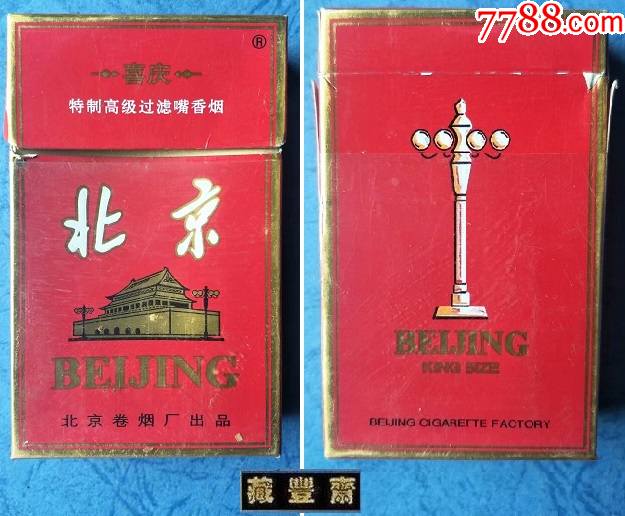 7788.com
®
喜庆
特制高级过滤嘴香烟
北京
BEIJING
北京卷烟厂出品
BEIJING
KING SIZE
BEIJING CIGARETTE FACTORY
藏豐齋